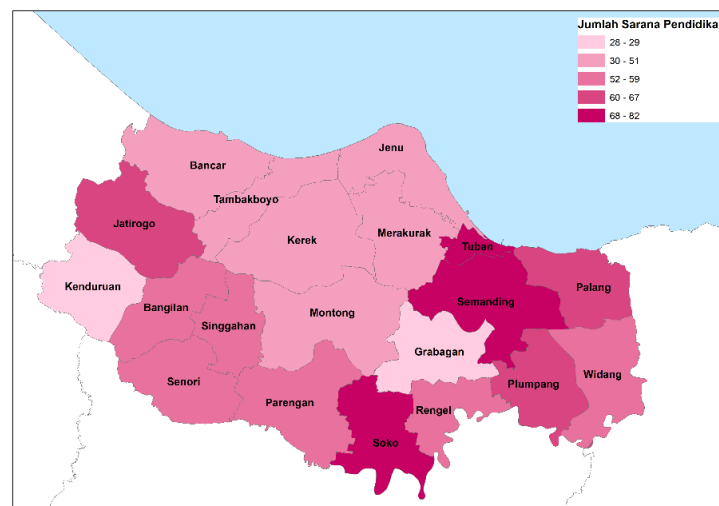 Jumlah Sarana Pendidika
28 - 29
30 - 51
52 - 59
60 - 67
68 - 82
Jenu
Bancar
Tambakboyo
Jatirogo
Merakurak
Kerek
Tuban
Kenduruan
Palang
Semanding
Bangilan
Montong
Singgahan
Grabagan
Widang
Senori
Plumpang
Parengan
Rengel
Soko